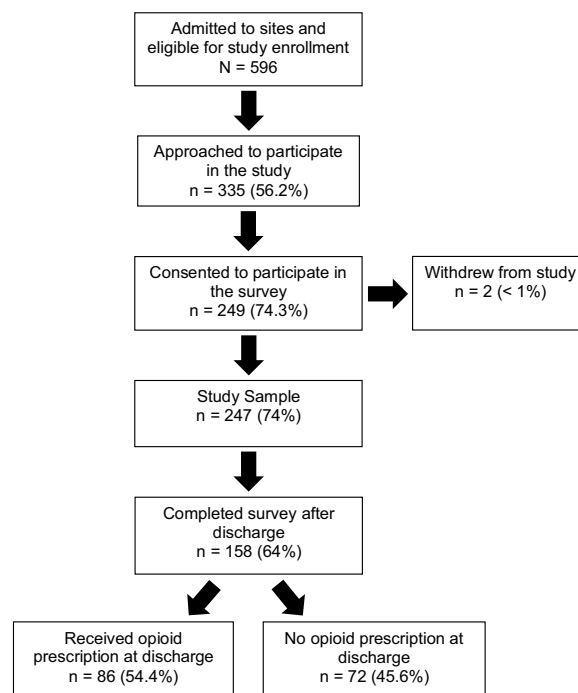 Admitted to sites and
eligible for study enrollment
N = 596
Approached to participate
in the study
n = 335 (56.2%)
Consented to participate in
the survey
n = 249 (74.3%)
Withdrew from study
n = 2 (< 1%)
Study Sample
n = 247 (74%)
Completed survey after
discharge
n = 158 (64%)
Received opioid
prescription at discharge
n = 86 (54.4%)
No opioid prescription at
discharge
n = 72 (45.6%)